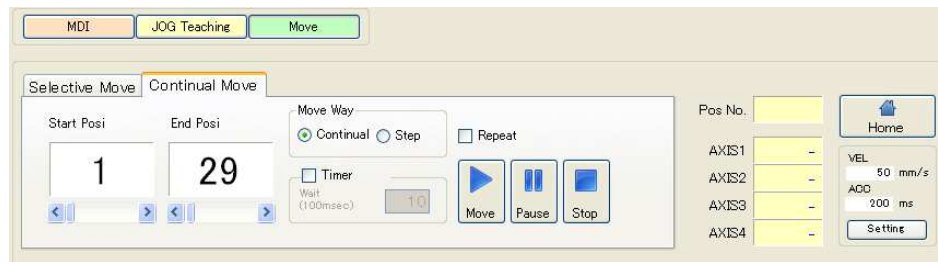 MDI JOG Teaching Move
Selective Move Continual Move
Start Posi End Posi
1 29
Move Way
Continual Step
Repeat
Timer
Wait
(100msec)
10
Move Pause Stop
Pos No.
AXIS1 -
AXIS2 -
AXIS3 -
AXIS4 -
Home
VEL
50 mm/s
ACC
200 ms
Setting